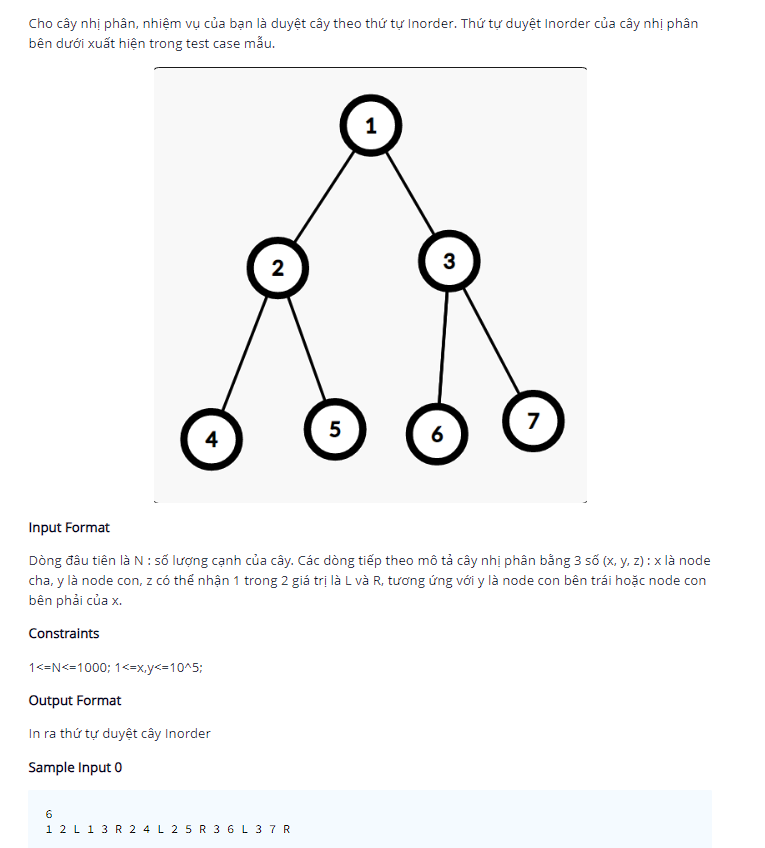 Cho cây nhị phân, nhiệm vụ của bạn là duyệt cây theo thứ tự Inorder. Thứ tự duyệt Inorder của cây nhị phân
bên dưới xuất hiện trong test case mẫu.
1
2
3
4
5
6
7
Input Format
Dòng đâu tiên là N : số lượng cạnh của cây. Các dòng tiếp theo mô tả cây nhị phân bằng 3 số (x, y, z) : x là node
cha, y là node con, z có thể nhận 1 trong 2 giá trị là L và R, tương ứng với y là node con bên trái hoặc node con
bên phải của x.
Constraints
1<=N<=1000; 1<=x,y<=10^5;
Output Format
In ra thứ tự duyệt cây Inorder
Sample Input 0
6
1 2 L 1 3 R 2 4 L 2 5 R 3 6 L 3 7 R